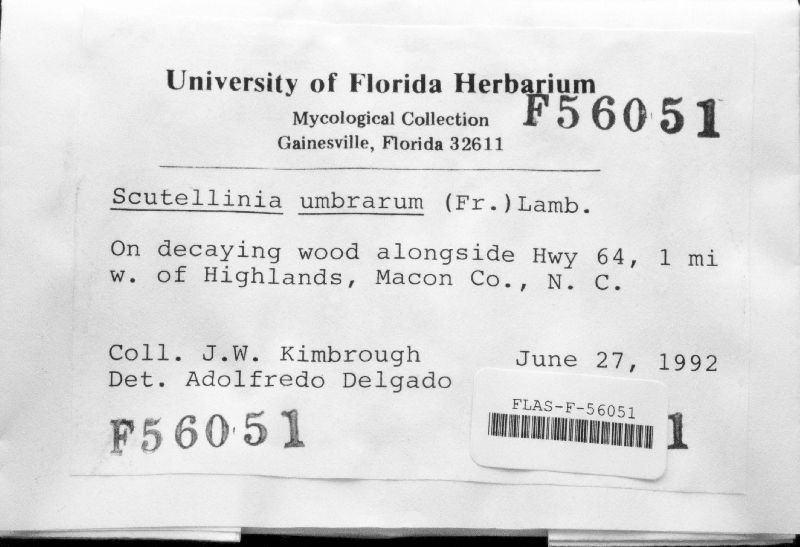 University of Florida Herbarium
F56051
Mycological Collection
Gainesville, Florida 32611
Scutellinia umbrarum (Fr.)Lamb.
On decaying wood alongside Hwy 64, 1 mi
w. of Highlands, Macon Co., N. C.
Coll. J.W. Kimbrough June 27, 1992
Det. Adolfredo Delgado
FLAS-F-56051
F56051 1